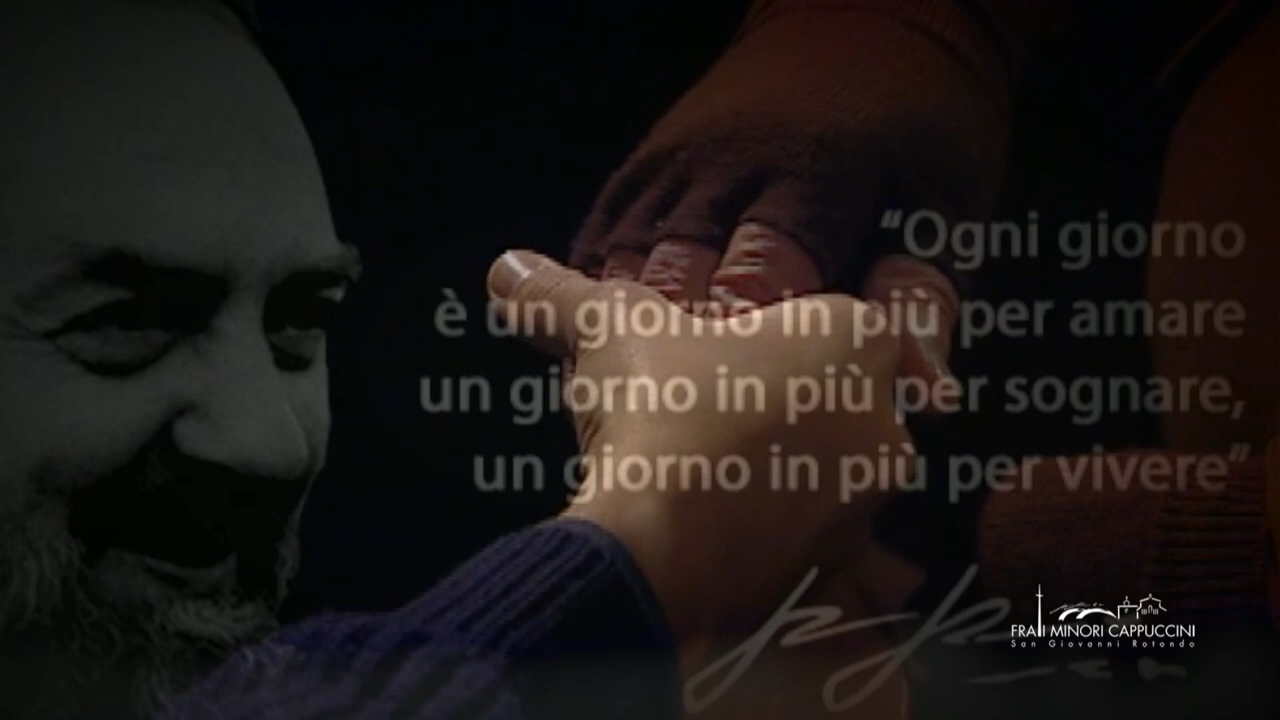 “Ogni giorno
è un giorno in più per amare
un giorno in più per sognare,
un giorno in più per vivere”
FRATI MINORI CAPPUCCINI
San Giovanni Rotondo